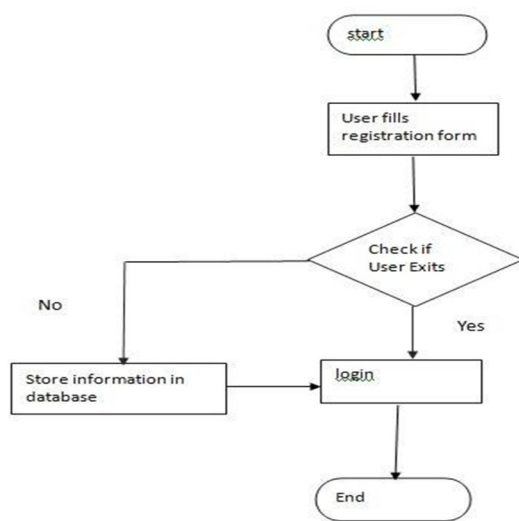 start
User fills
registration form
Check if
User Exits
No
Yes
Store information in
database
login
End